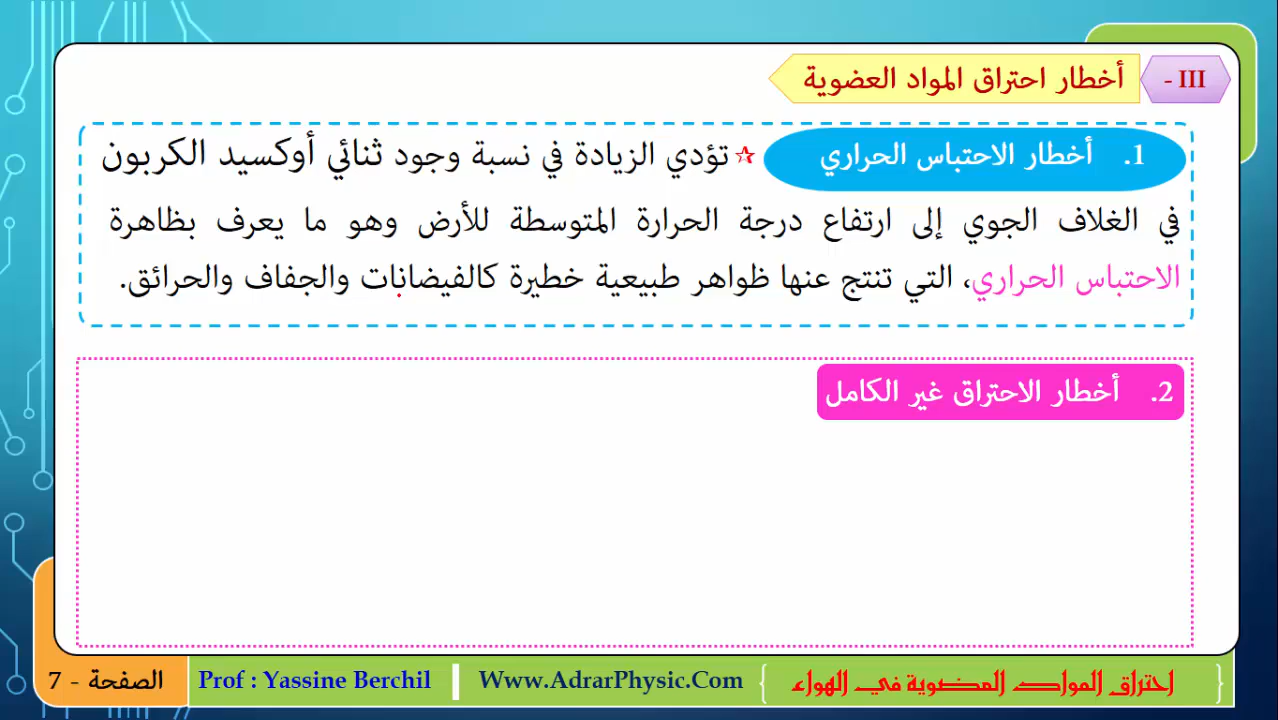 III -
أخطار احتراق المواد العضوية
1. أخطار الاحتباس الحراري
☆ تؤدي الزيادة في نسبة وجود ثنائي أوكسيد الكربون
في الغلاف الجوي إلى ارتفاع درجة الحرارة المتوسطة للأرض وهو ما يعرف بظاهرة
الاحتباس الحراري، التي تنتج عنها ظواهر طبيعية خطيرة كالفيضانات والجفاف والحرائق.
2. أخطار الاحتراق غير الكامل
احتراق المواد العضوية في الهواء
Www.AdrarPhysic.Com
Prof : Yassine Berchil
الصفحة - 7